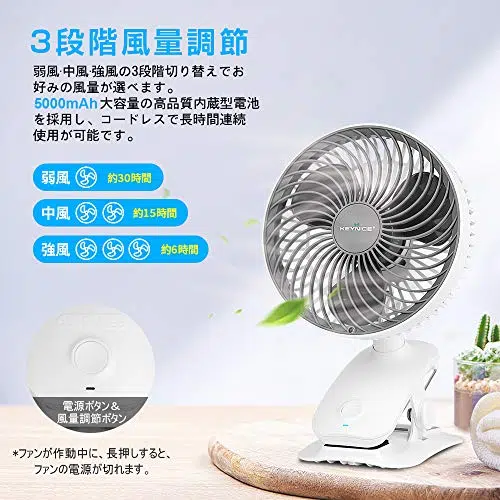 3段階風量調節
弱風・中風・強風の3段階切り替えでお
好みの風量が選べます。
5000mAh大容量の高品質内蔵型電池
を採用し、コードレスで長時間連続
使用が可能です。
弱風 約30時間
中風 約15時間
強風 約6時間
KEYNICE
電源ボタン&
風量調節ボタン
*ファンが作動中に、長押しすると、
ファンの電源が切れます。